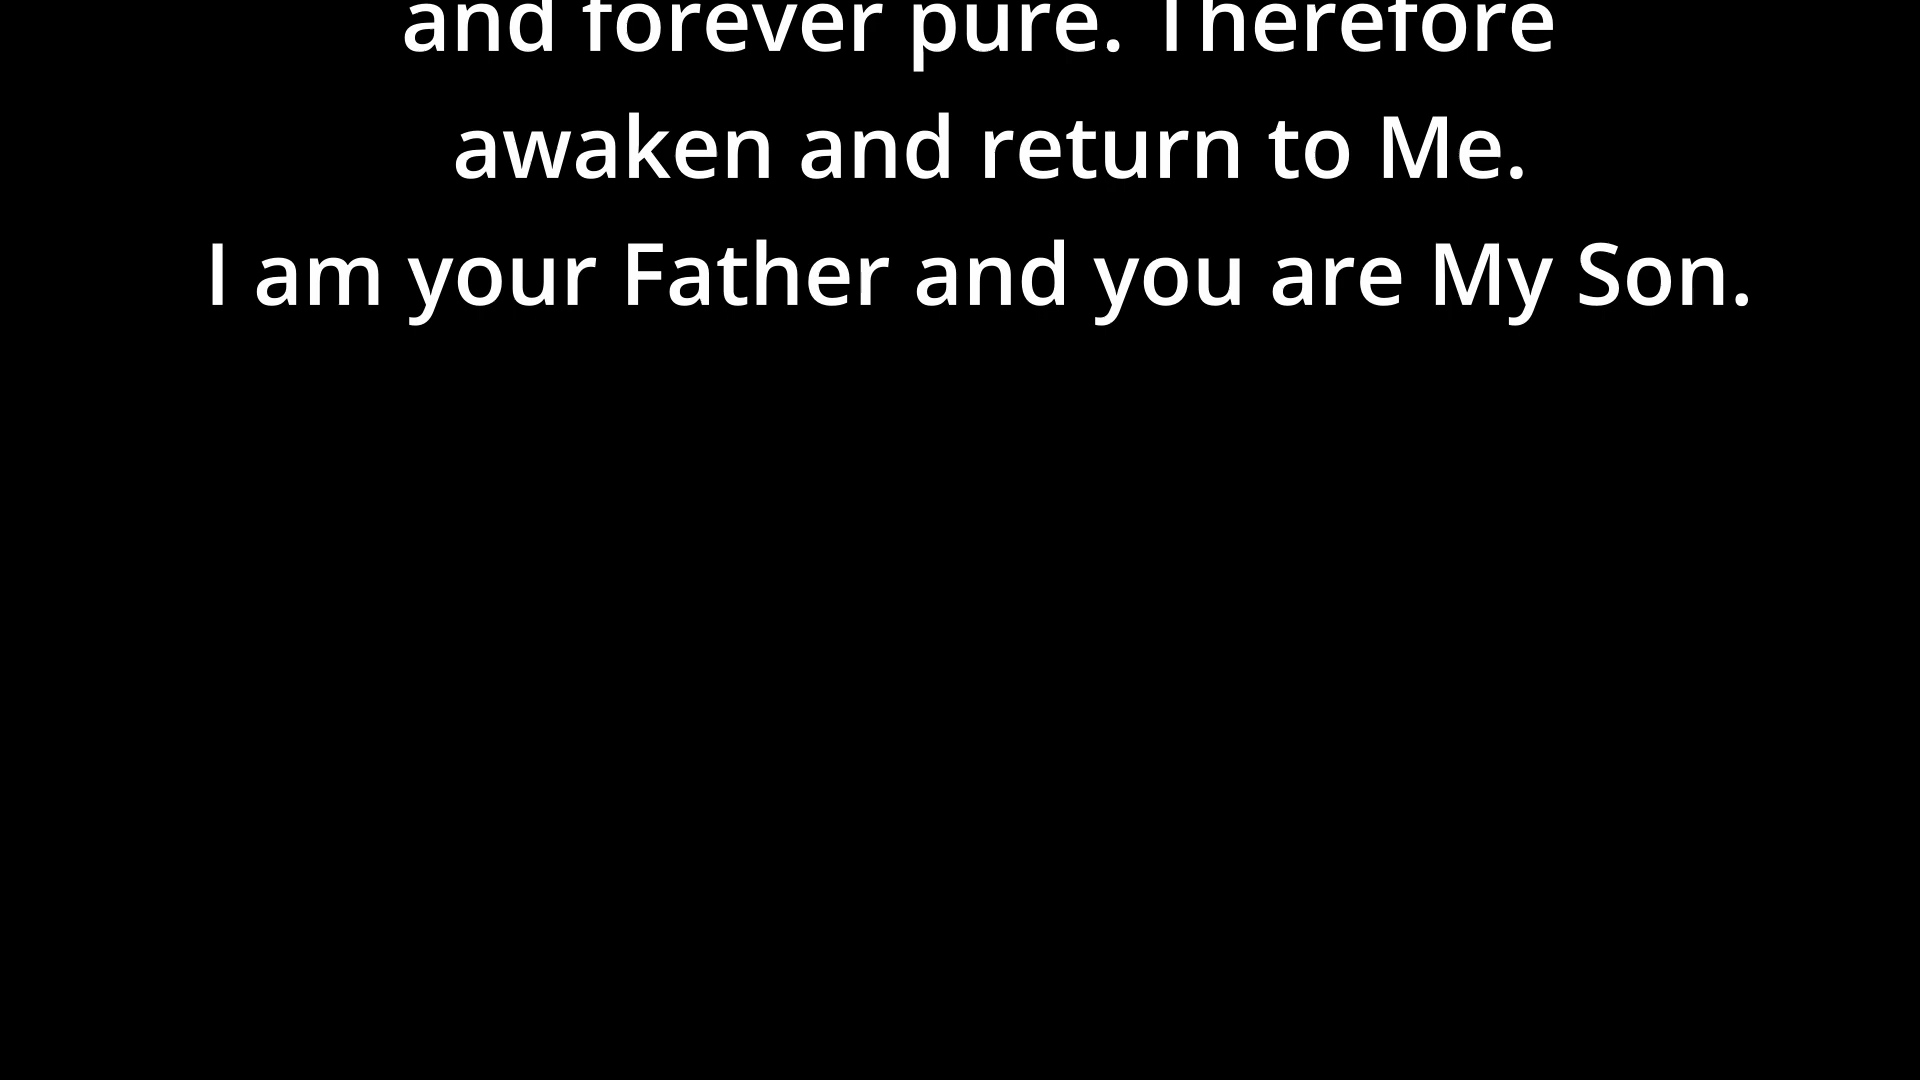 and forever pure. Therefore
awaken and return to Me.
I am your Father and you are My Son.